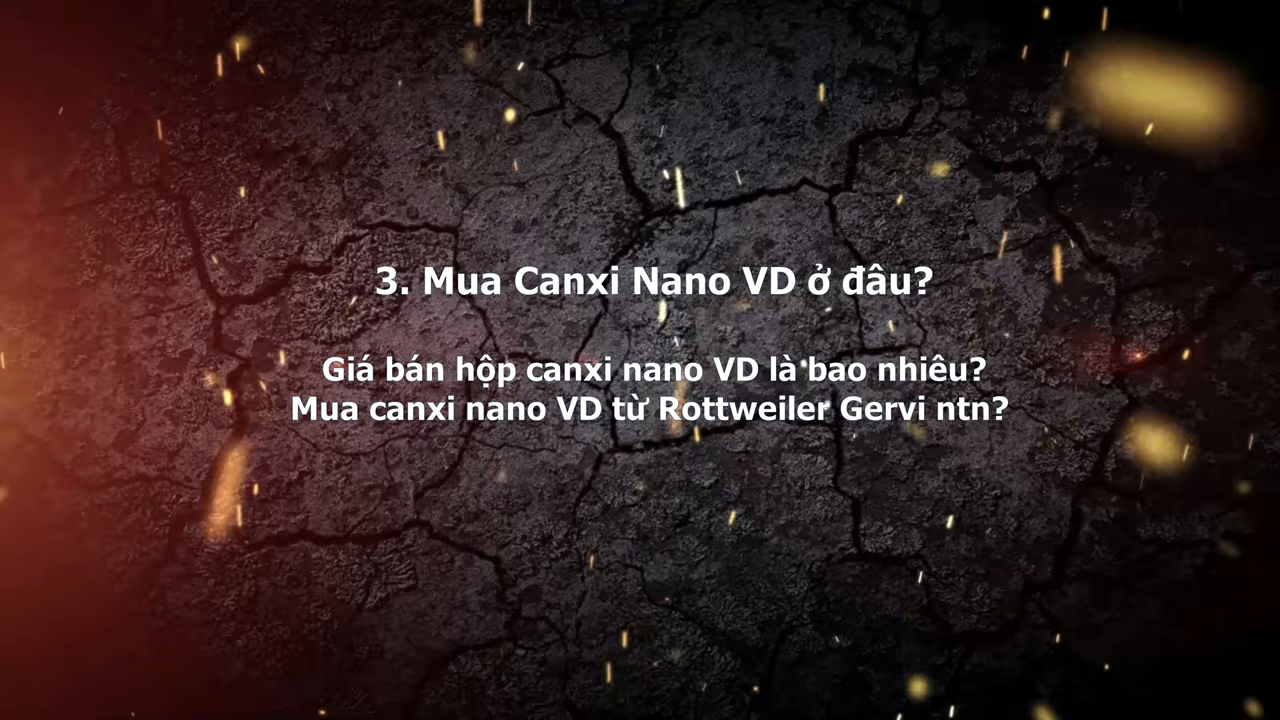 3. Mua Canxi Nano VD ở đâu?
Giá bán hộp canxi nano VD là bao nhiêu?
Mua canxi nano VD từ Rottweiler Gervi ntn?